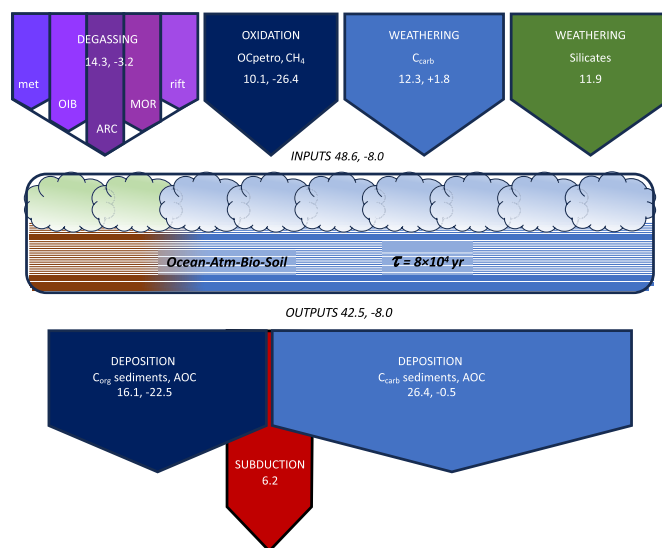 DEGASSING
14.3, -3.2
met
OIB
ARC
MOR
rift
OXIDATION
OCpetro, CH4
10.1, -26.4
WEATHERING
Ccarb
12.3, +1.8
WEATHERING
Silicates
11.9
INPUTS 48.6, -8.0
Ocean-Atm-Bio-Soil
τ = 8×10⁴ yr
OUTPUTS 42.5, -8.0
DEPOSITION
Corg sediments, AOC
16.1, -22.5
DEPOSITION
Ccarb sediments, AOC
26.4, -0.5
SUBDUCTION
6.2